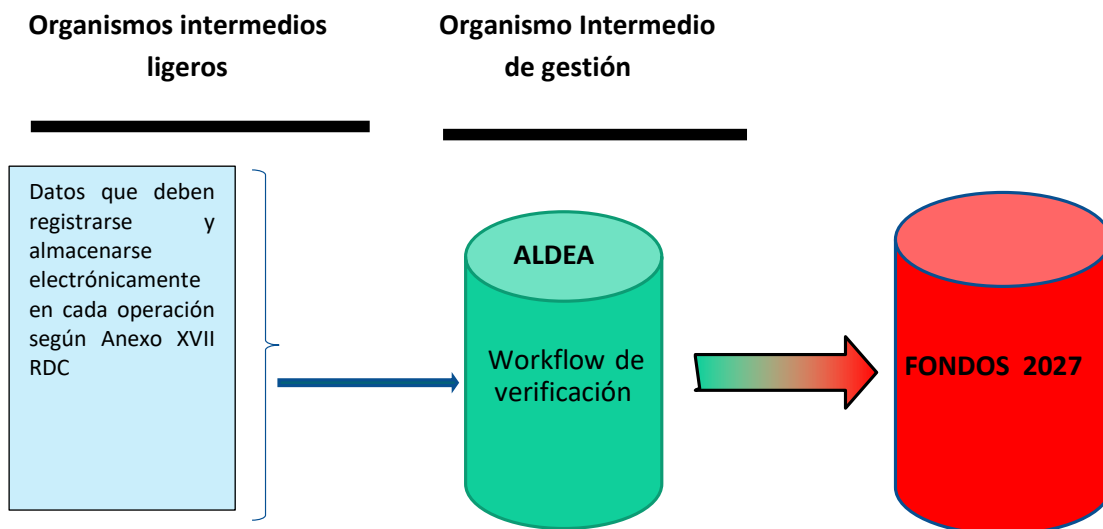 Organismos intermedios
ligeros
Organismo Intermedio
de gestión
Datos que deben
registrarse y
almacenarse
electrónicamente
en cada operación
según Anexo XVII
RDC
ALDEA
Workflow de
verificación
FONDOS 2027